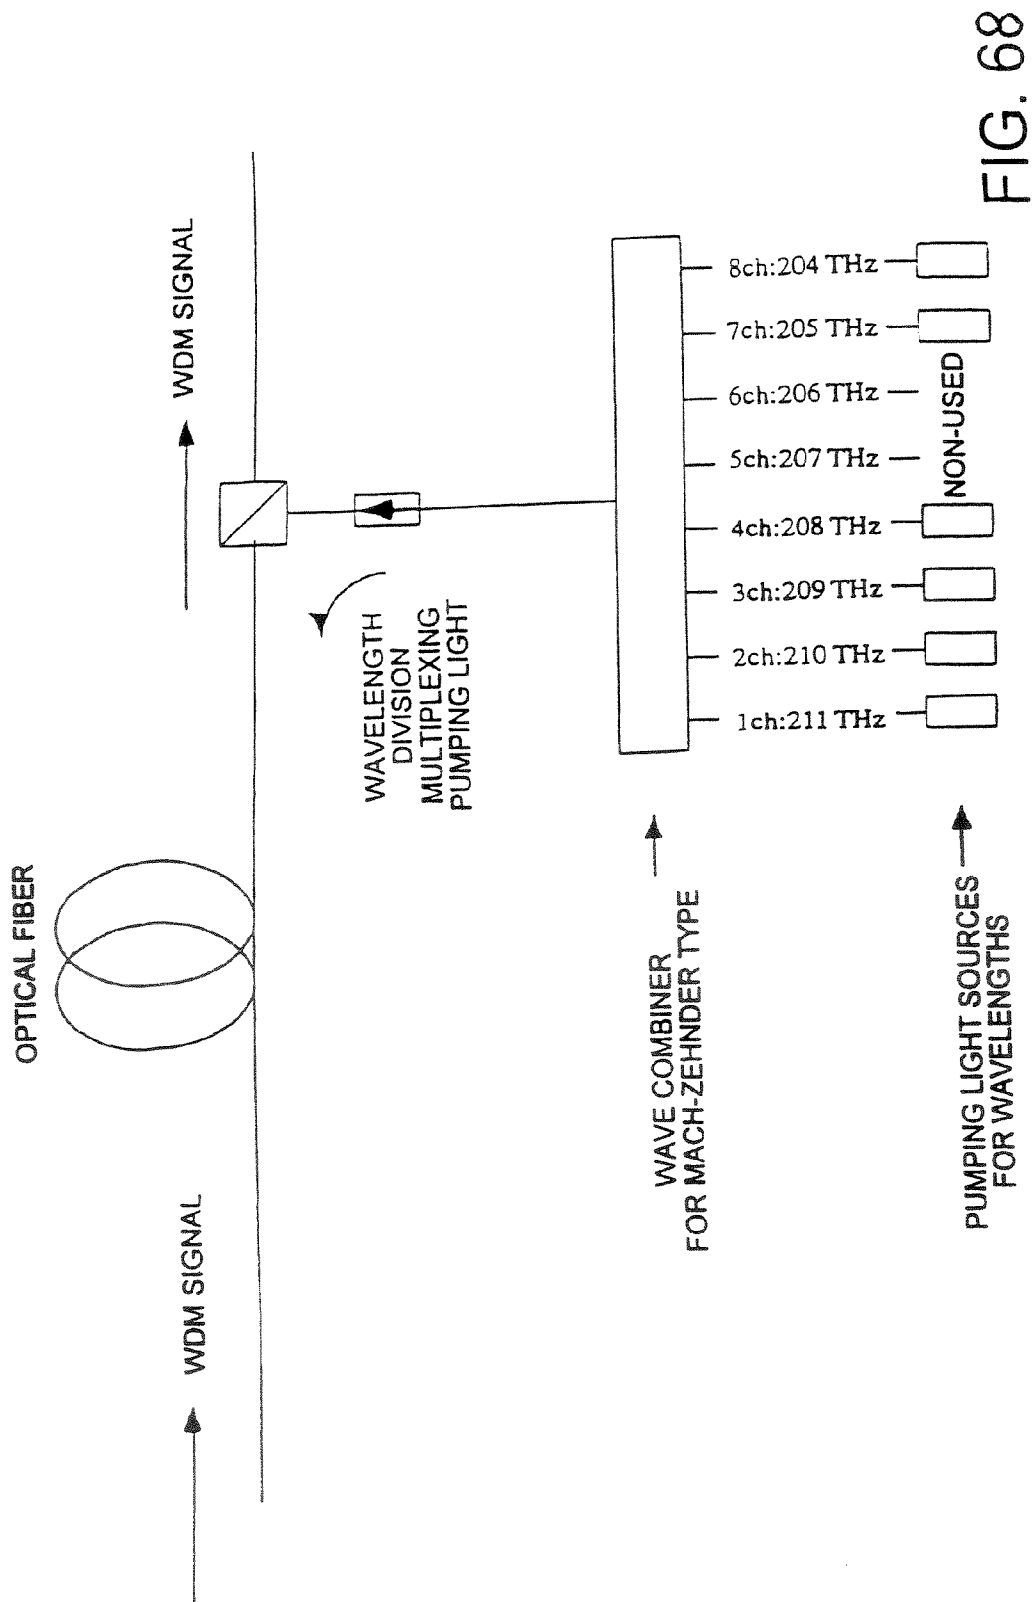 OPTICAL FIBER
WDM SIGNAL
WDM SIGNAL
WAVELENGTH
DIVISION
MULTIPLEXING
PUMPING LIGHT
WAVE COMBINER
FOR MACH-ZEHNDER TYPE
1ch:211 THz
2ch:210 THz
3ch:209 THz
4ch:208 THz
5ch:207 THz
6ch:206 THz
7ch:205 THz
8ch:204 THz
NON-USED
PUMPING LIGHT SOURCES
FOR WAVELENGTHS
FIG. 68